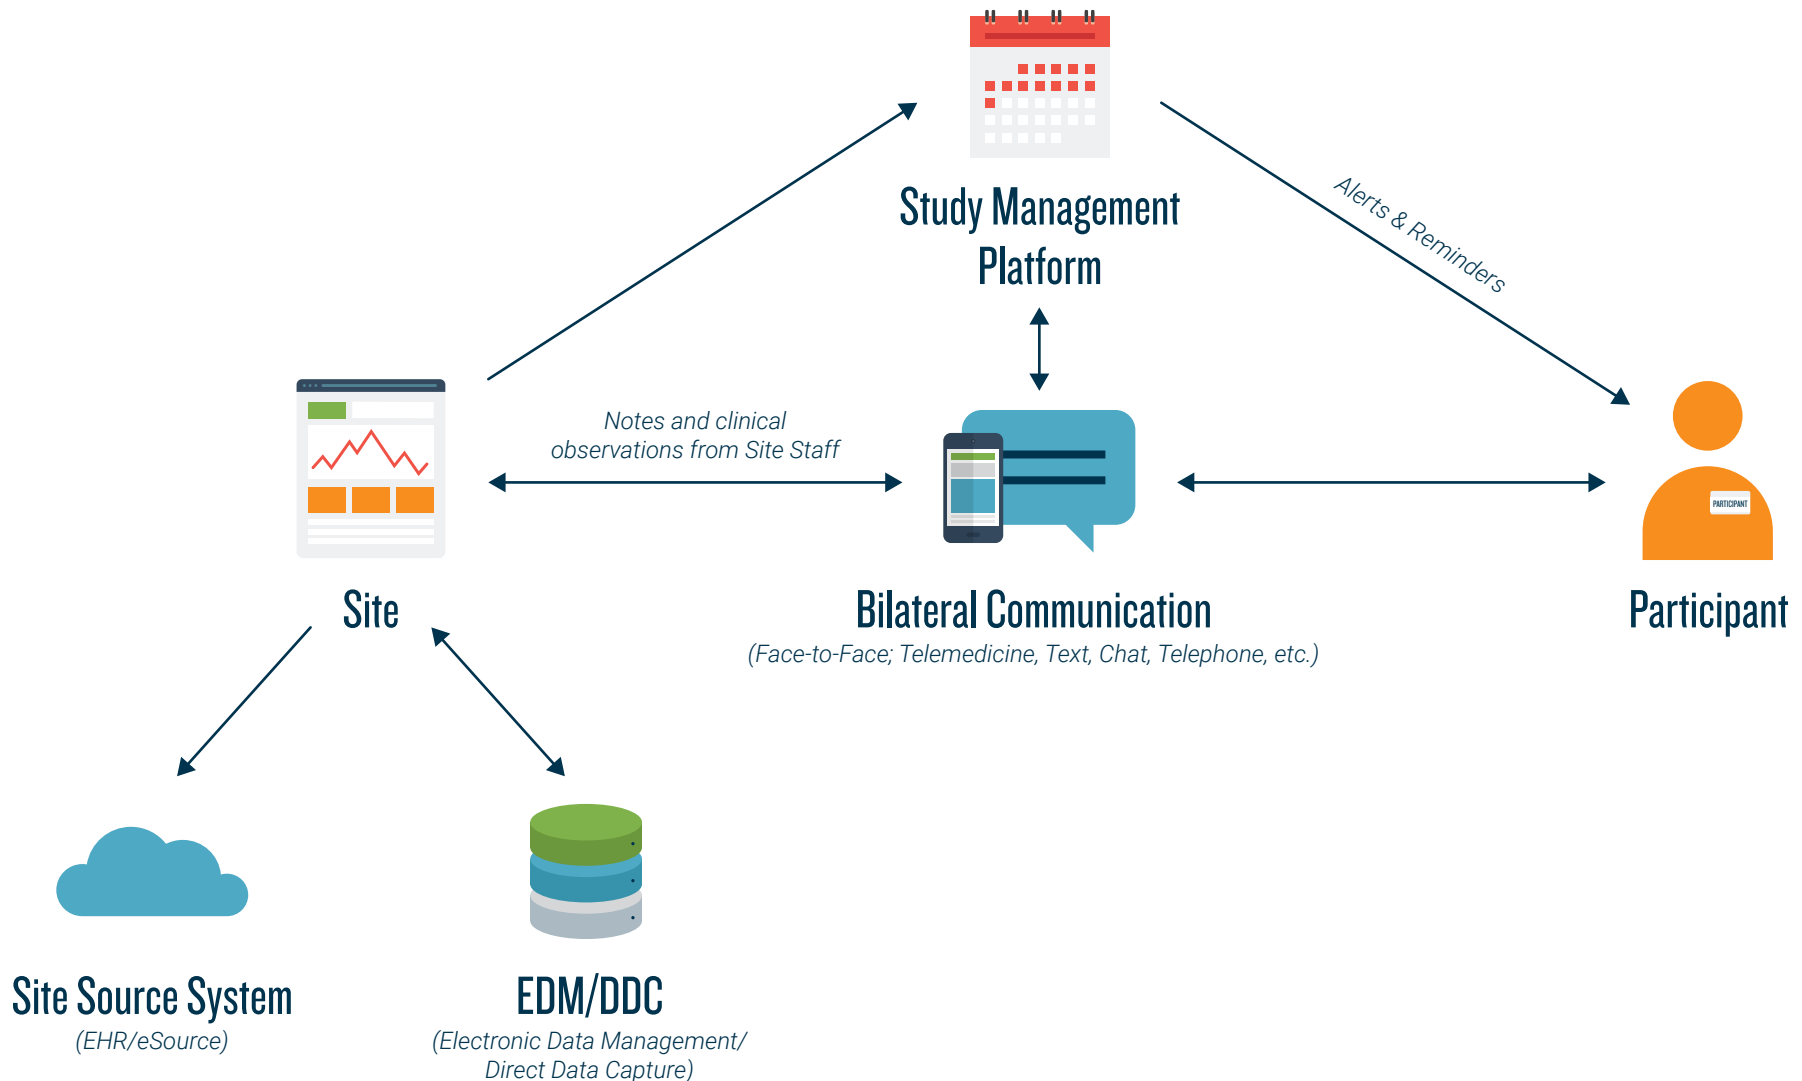 Study Management
Platform
Alerts & Reminders
Notes and clinical
observations from Site Staff
PARTICIPANT
Site
Bilateral Communication
(Face-to-Face; Telemedicine, Text, Chat, Telephone, etc.)
Participant
Site Source System
(EHR/eSource)
EDM/DDC
(Electronic Data Management/
Direct Data Capture)